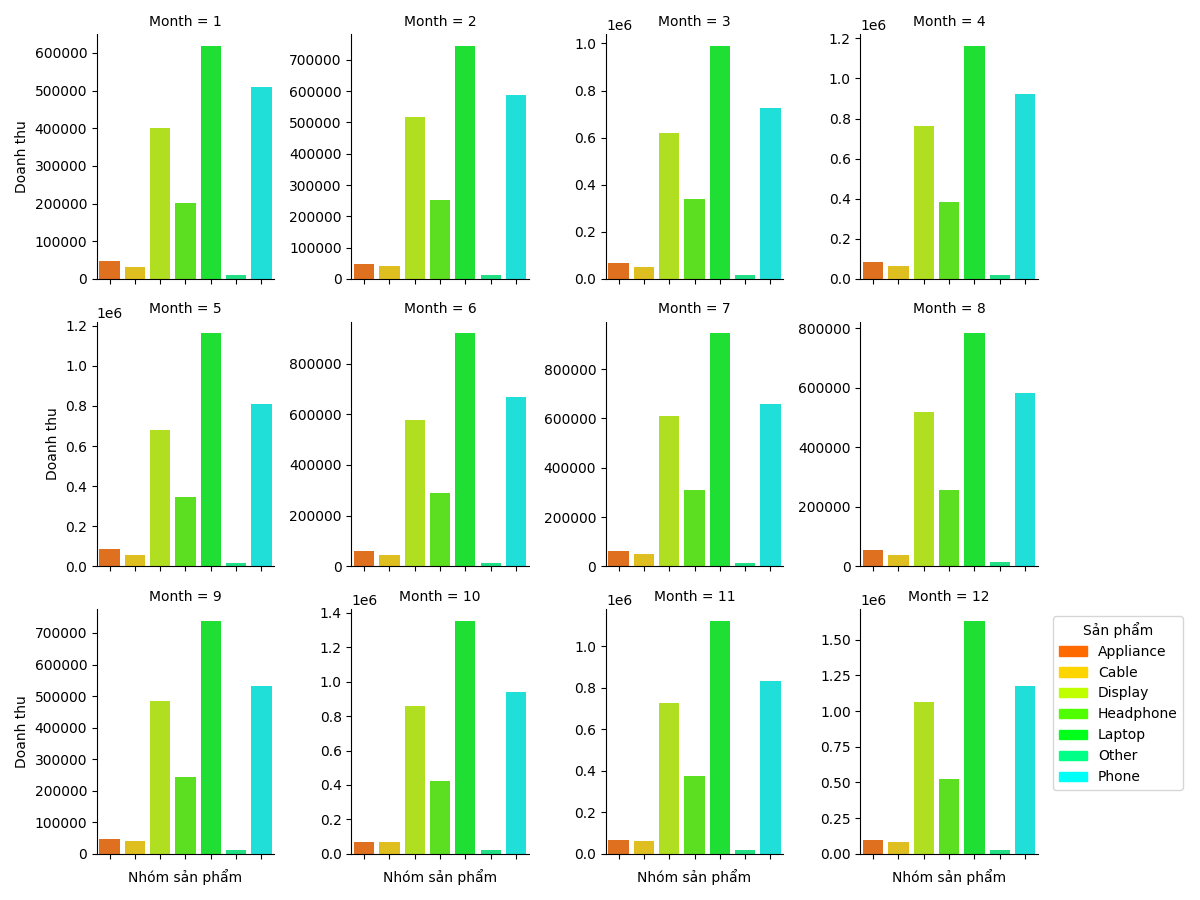 Month = 1
Month = 2
Month = 3
Month = 4
1e6
1e6
600000
500000
400000
300000
200000
100000
0
Doanh thu
700000
600000
500000
400000
300000
200000
100000
0
1.0
0.8
0.6
0.4
0.2
0.0
1.2
1.0
0.8
0.6
0.4
0.2
0.0
Month = 5
Month = 6
Month = 7
Month = 8
1e6
1.2
1.0
0.8
0.6
0.4
0.2
0.0
Doanh thu
800000
600000
400000
200000
0
800000
600000
400000
200000
0
800000
600000
400000
200000
0
Month = 9
Month = 10
Month = 11
Month = 12
1e6
1e6
1e6
700000
600000
500000
400000
300000
200000
100000
0
Doanh thu
1.4
1.2
1.0
0.8
0.6
0.4
0.2
0.0
1.0
0.8
0.6
0.4
0.2
0.0
1.50
1.25
1.00
0.75
0.50
0.25
0.00
Nhóm sản phẩm
Nhóm sản phẩm
Nhóm sản phẩm
Nhóm sản phẩm
Sản phẩm
Appliance
Cable
Display
Headphone
Laptop
Other
Phone